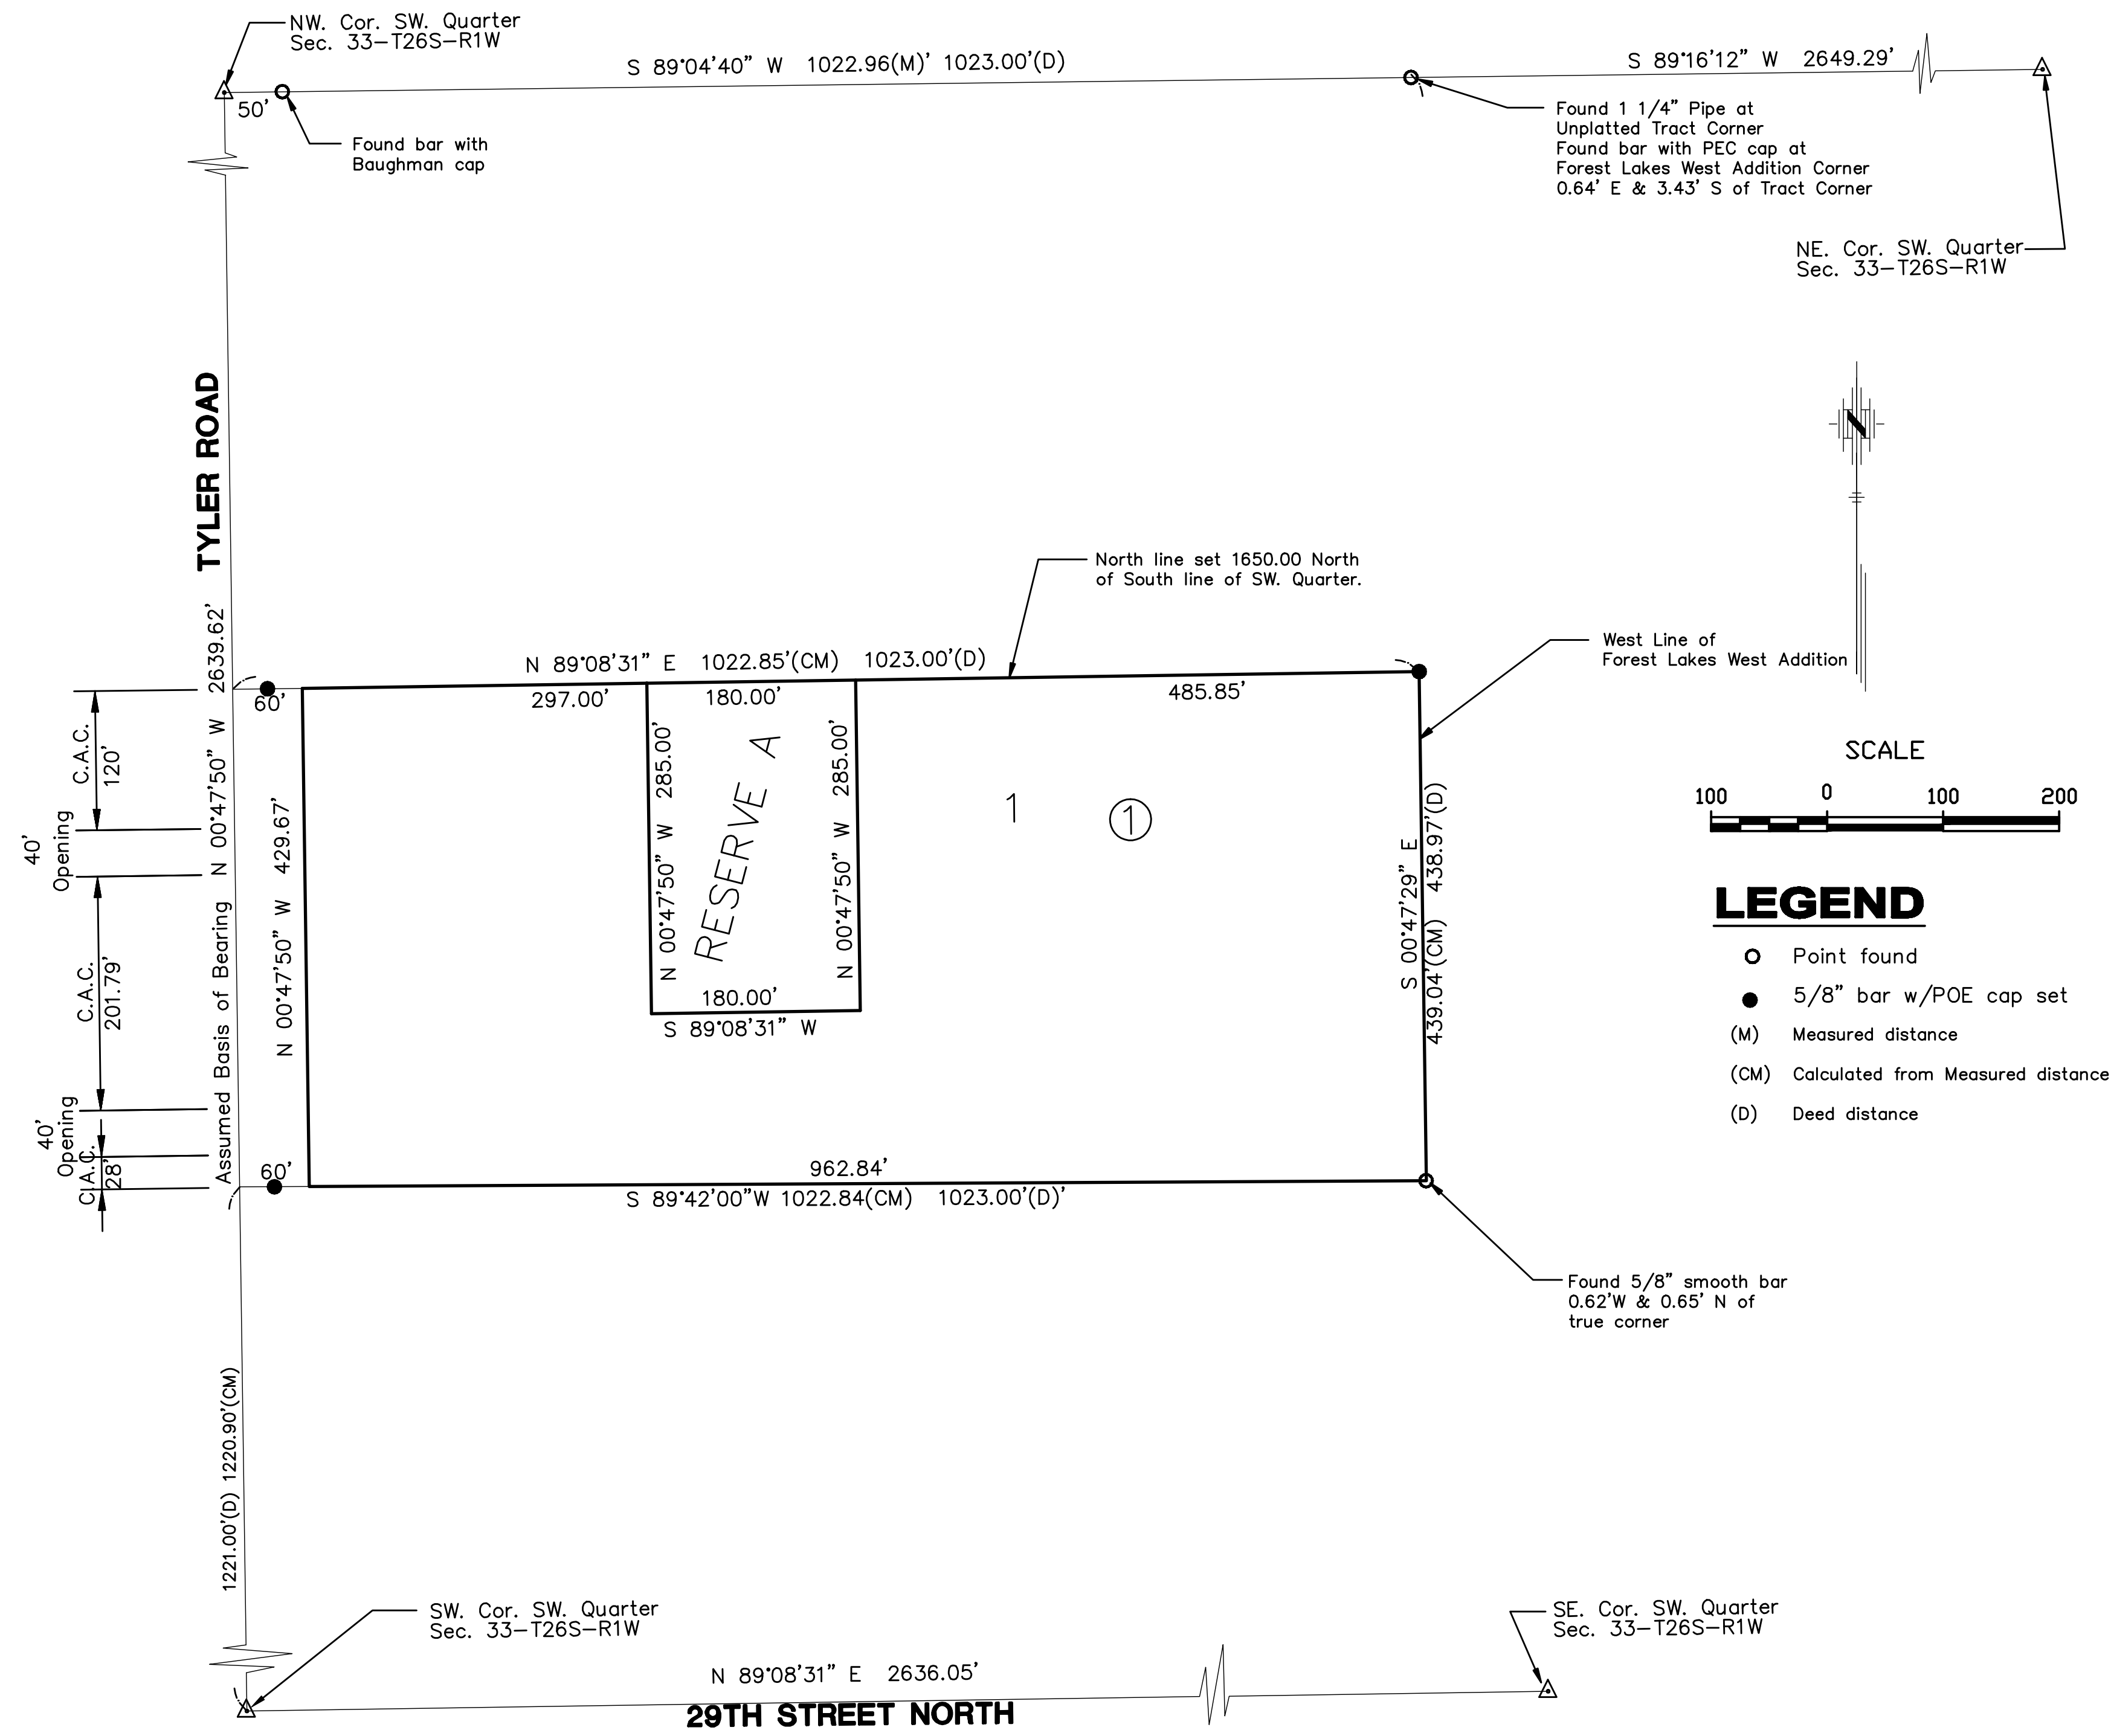 NW. Cor. SW. Quarter
Sec. 33-T26S-R1W
S 89°04'40" W 1022.96(M)' 1023.00'(D)
S 89°16'12" W 2649.29'
50'
Found bar with
Baughman cap
Found 1 1/4" Pipe at
Unplatted Tract Corner
Found bar with PEC cap at
Forest Lakes West Addition Corner
0.64' E & 3.43' S of Tract Corner
NE. Cor. SW. Quarter
Sec. 33-T26S-R1W
N
TYLER ROAD
North line set 1650.00 North
of South line of SW. Quarter.
West Line of
Forest Lakes West Addition
N 89°08'31" E 1022.85'(CM) 1023.00'(D)
60'
297.00'
180.00'
485.85'
C.A.C.
120'
40'
Opening
C.A.C.
201.79'
40'
Opening
C.A.C.
28'
Assumed Basis of Bearing N 00°47'50" W 2639.62'
N 00°47'50" W 429.67'
N 00°47'50" W 285.00'
RESERVE A
N 00°47'50" W 285.00'
180.00'
S 89°08'31" W
1
1
S 00°47'29" E
439.04'(CM) 438.97'(D)
SCALE
100 0 100 200
LEGEND
Point found
5/8" bar w/POE cap set
(M) Measured distance
(CM) Calculated from Measured distance
(D) Deed distance
60'
962.84'
S 89°42'00"W 1022.84(CM) 1023.00'(D)'
Found 5/8" smooth bar
0.62'W & 0.65' N of
true corner
1221.00'(D) 1220.90'(CM)
SW. Cor. SW. Quarter
Sec. 33-T26S-R1W
SE. Cor. SW. Quarter
Sec. 33-T26S-R1W
N 89°08'31" E 2636.05'
29TH STREET NORTH